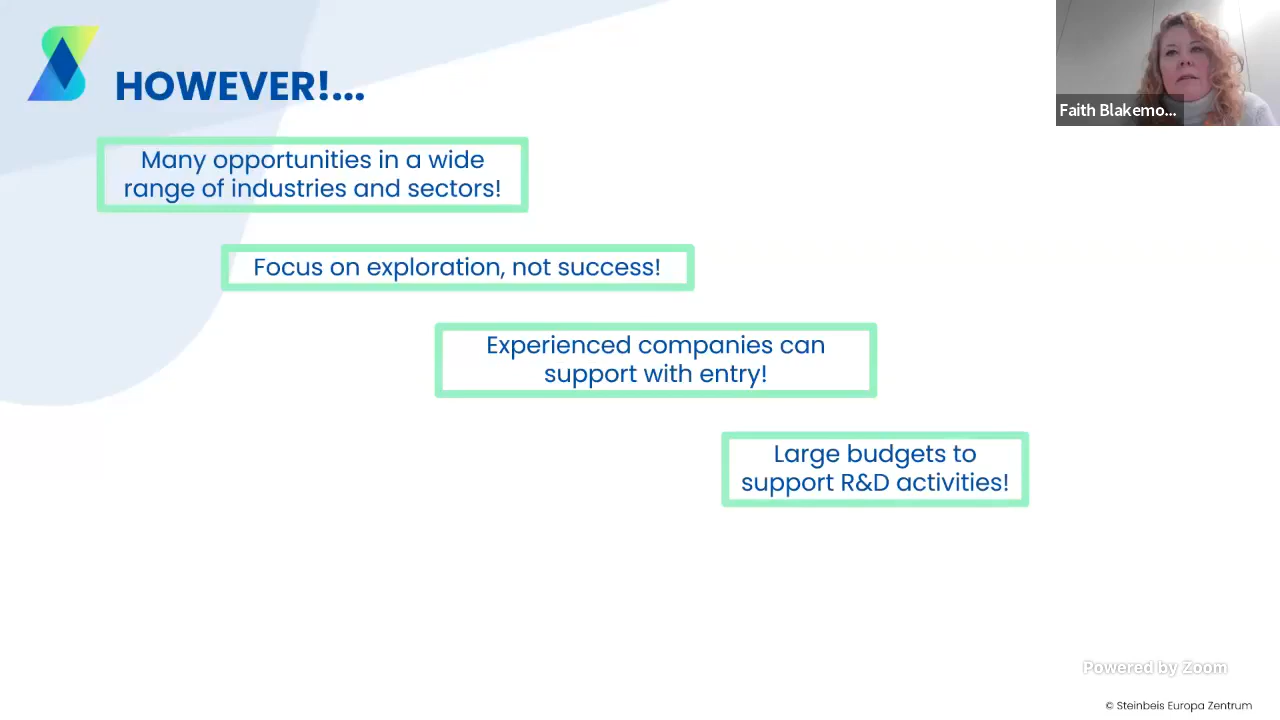 HOWEVER!...
Faith Blakemo...
Many opportunities in a wide
range of industries and sectors!
Focus on exploration, not success!
Experienced companies can
support with entry!
Large budgets to
support R&D activities!
Powered by Zoom
© Steinbeis Europa Zentrum